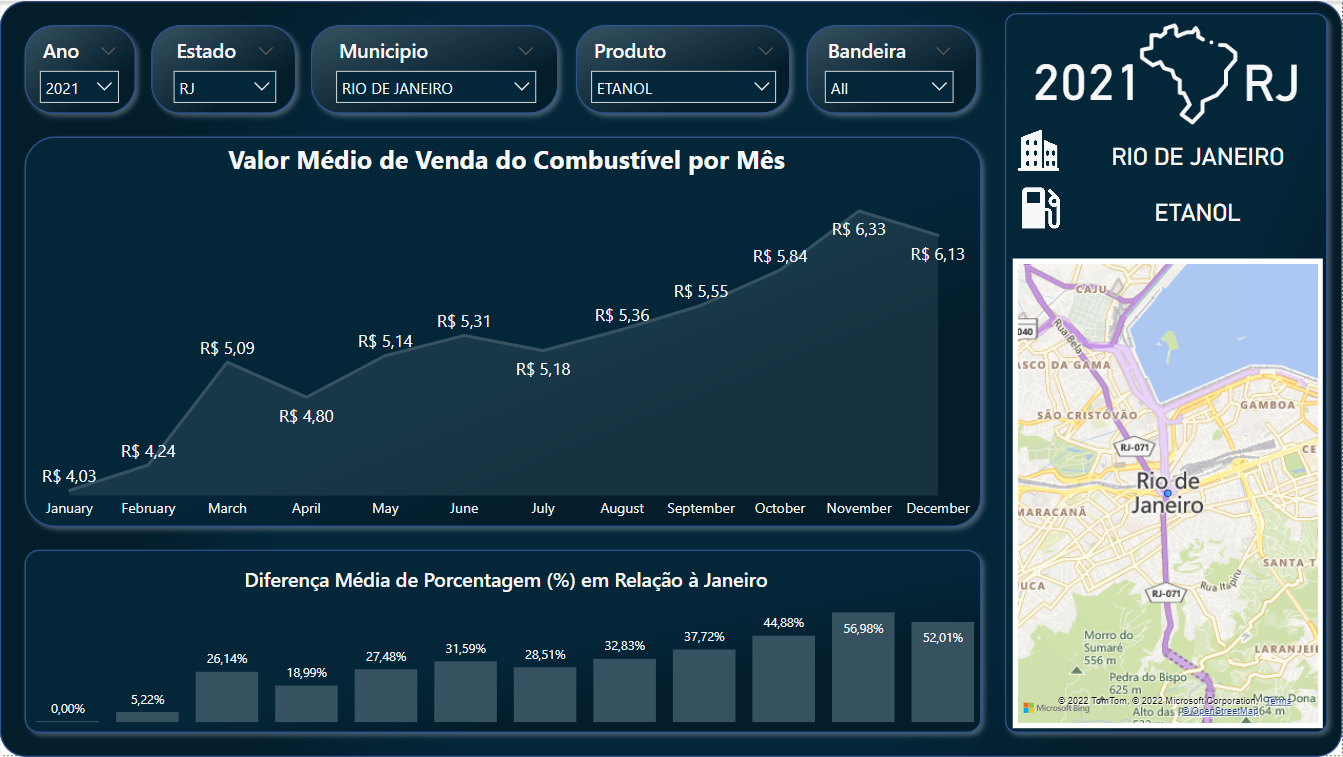 Ano
2021
Estado
RJ
Municipio
RIO DE JANEIRO
Produto
ETANOL
Bandeira
All
2021 RJ
RIO DE JANEIRO
ETANOL
Valor Médio de Venda do Combustível por Mês
R$ 4,03
R$ 4,24
R$ 5,09
R$ 4,80
R$ 5,14
R$ 5,31
R$ 5,18
R$ 5,36
R$ 5,55
R$ 5,84
R$ 6,33
R$ 6,13
January February March April May June July August September October November December
Diferença Média de Porcentagem (%) em Relação à Janeiro
0,00%
5,22%
26,14%
18,99%
27,48%
31,59%
28,51%
32,83%
37,72%
44,88%
56,98%
52,01%
CAJU
040
Rua Bela
ASCO DA GAMA
GAMBOA
SÃO CRISTÓVÃO
RJ-071
CE
Rio de
Janeiro
MARACANÃ
SANTA T
UCA
Rua Itapiru
RJ-071
Morro do
Sumaré
556 m
LARANJEI
Pedra do Bispo
625 m
Morro Dona
© 2022 TomTom, © 2022 Microsoft Corporation, Terms
Microsoft Bing
Alto das
© OpenStreetMap
64 m